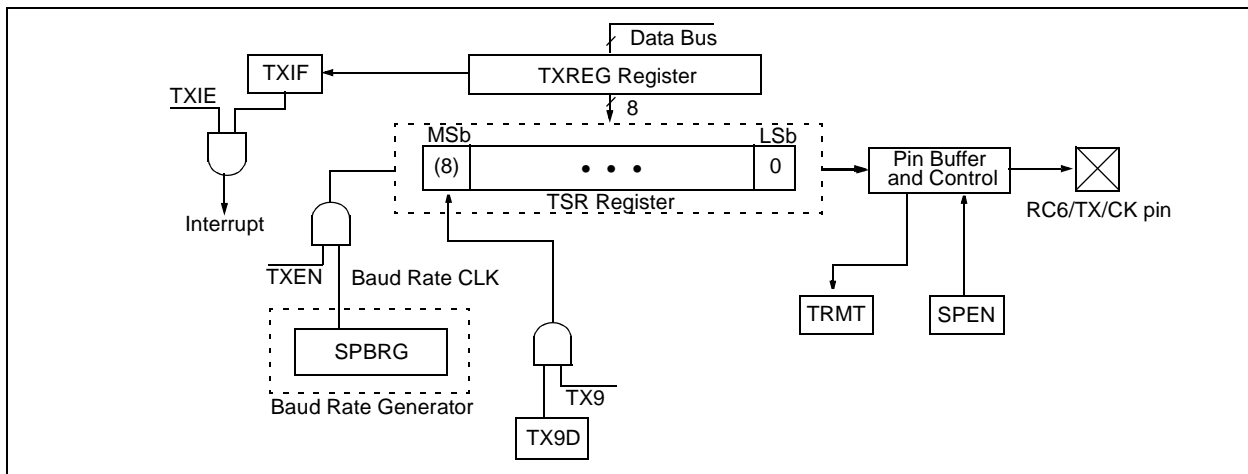 Data Bus
TXIF
TXREG Register
TXIE
8
MSb
LSb
(8)
• • •
0
Pin Buffer
and Control
TSR Register
Interrupt
RC6/TX/CK pin
TXEN
Baud Rate CLK
TRMT
SPEN
SPBRG
TX9
Baud Rate Generator
TX9D